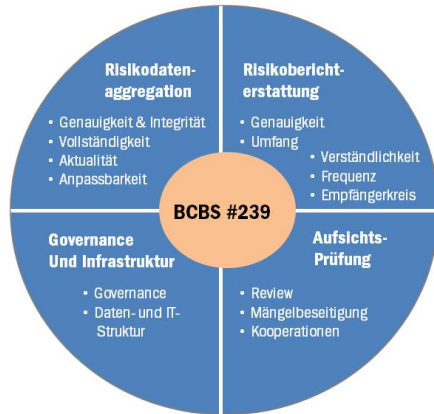 Risikodaten-
aggregation
• Genauigkeit & Integrität
• Vollständigkeit
• Aktualität
• Anpassbarkeit
Risikobericht-
erstattung
• Genauigkeit
• Umfang
• Verständlichkeit
• Frequenz
• Empfängerkreis
BCBS #239
Governance
Und Infrastruktur
• Governance
• Daten- und IT-
Struktur
Aufsichts-
Prüfung
• Review
• Mängelbeseitigung
• Kooperationen